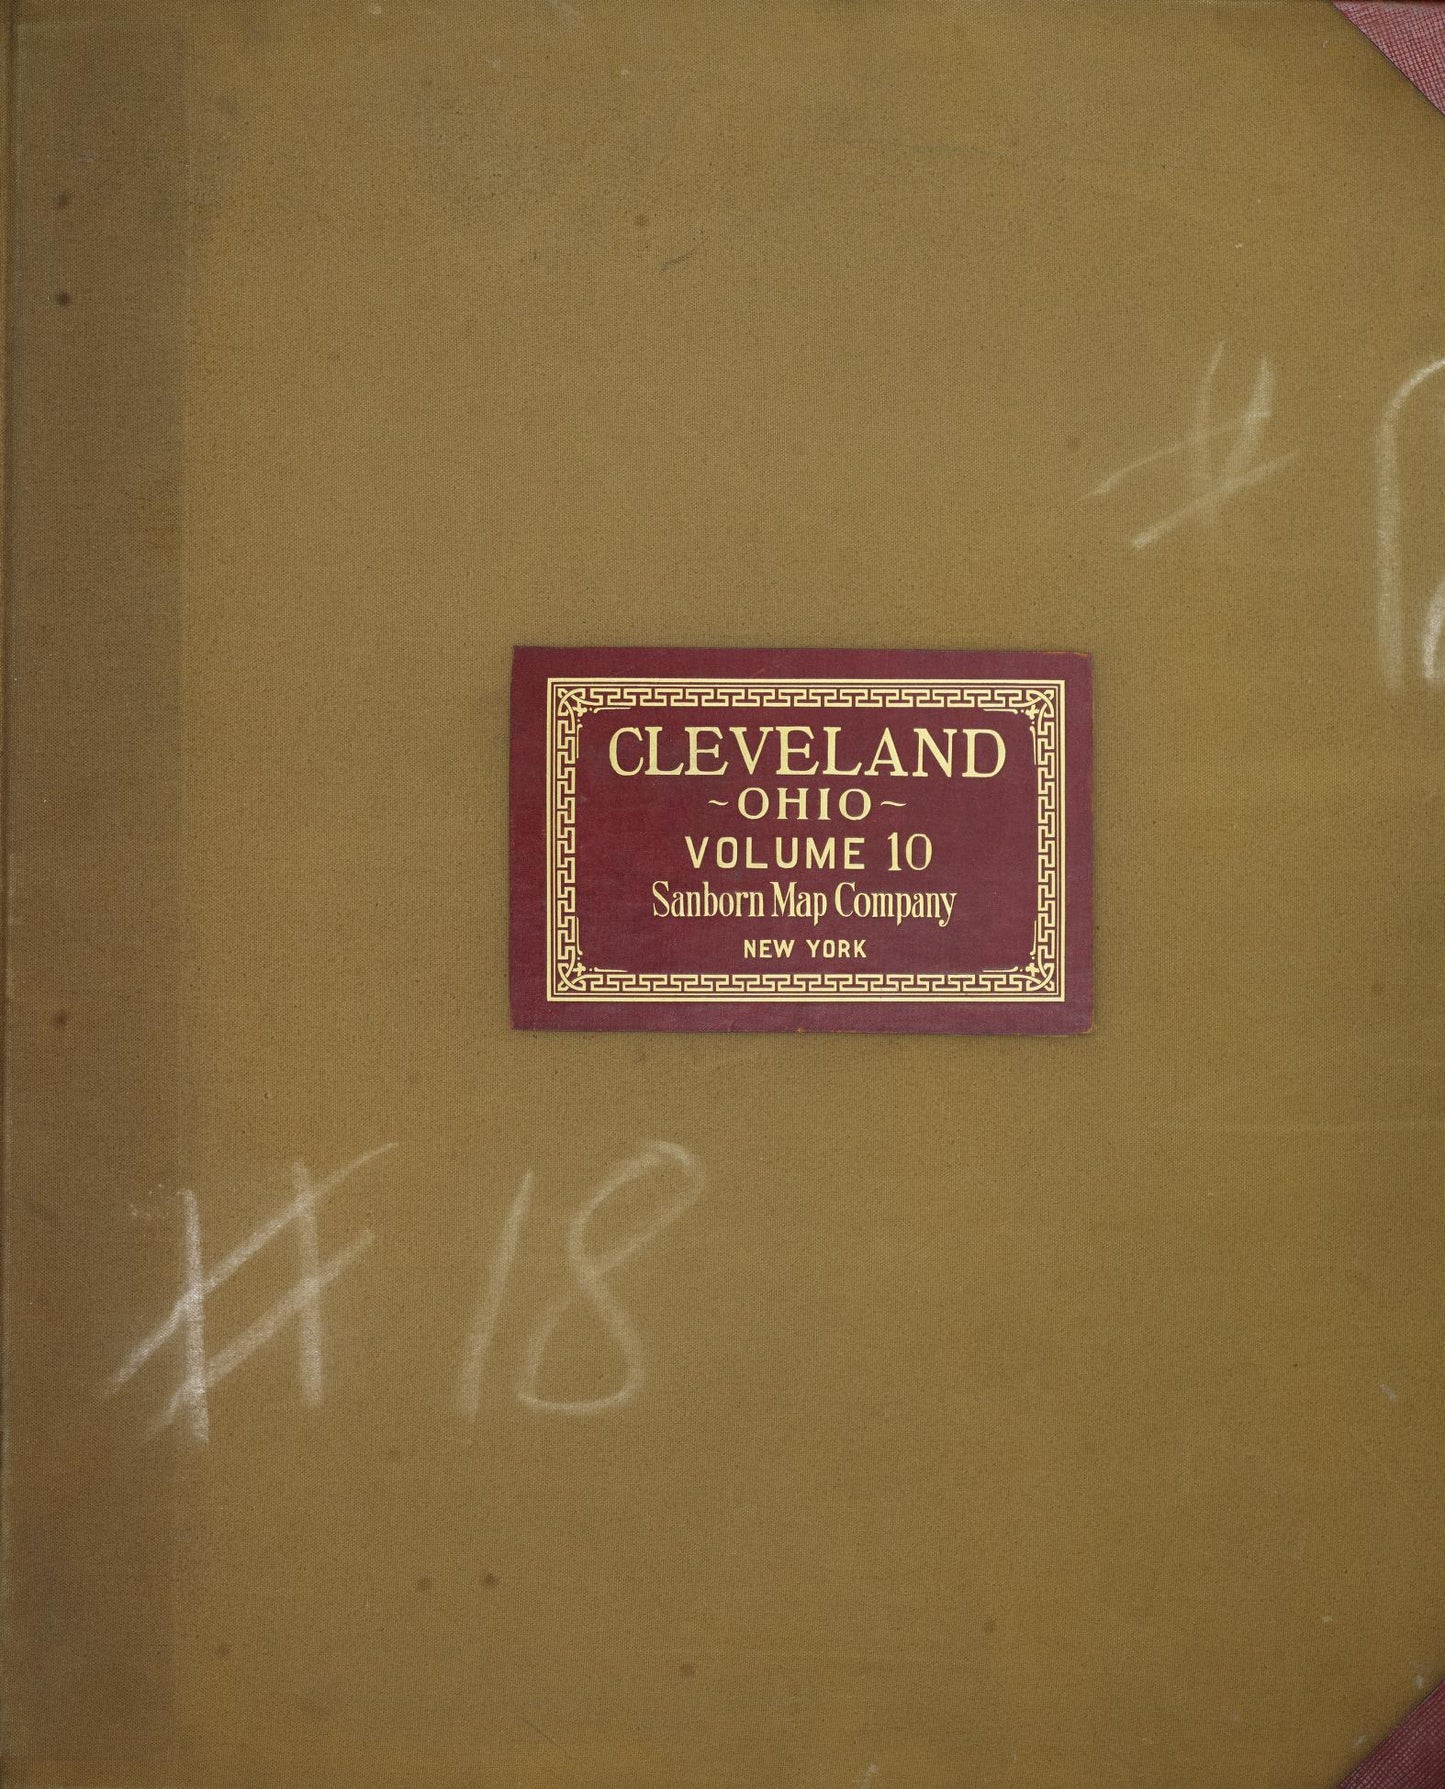 #
CLEVELAND
~OHIO~
VOLUME 10
Sanborn Map Company
NEW YORK
# 18